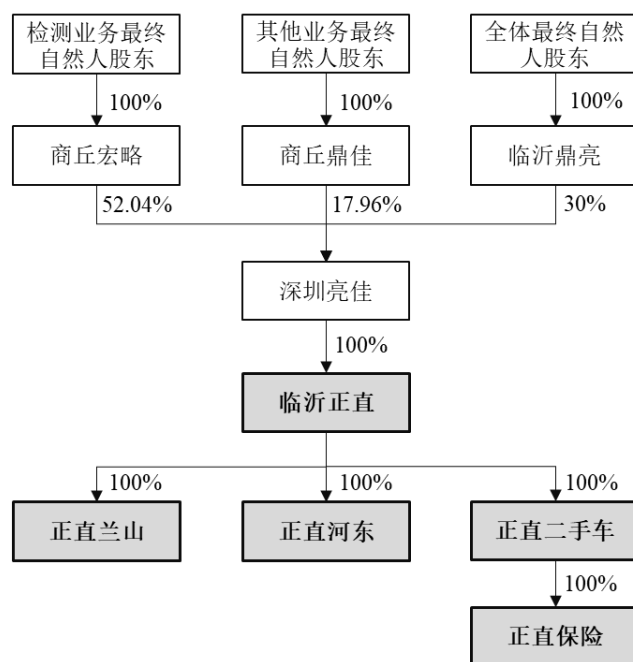 检测业务最终
自然人股东
其他业务最终
自然人股东
全体最终自然
人股东
100%
100%
100%
商丘宏略
商丘鼎佳
临沂鼎亮
52.04%
17.96%
30%
深圳亮佳
100%
临沂正直
100%
100%
100%
正直兰山
正直河东
正直二手车
100%
正直保险